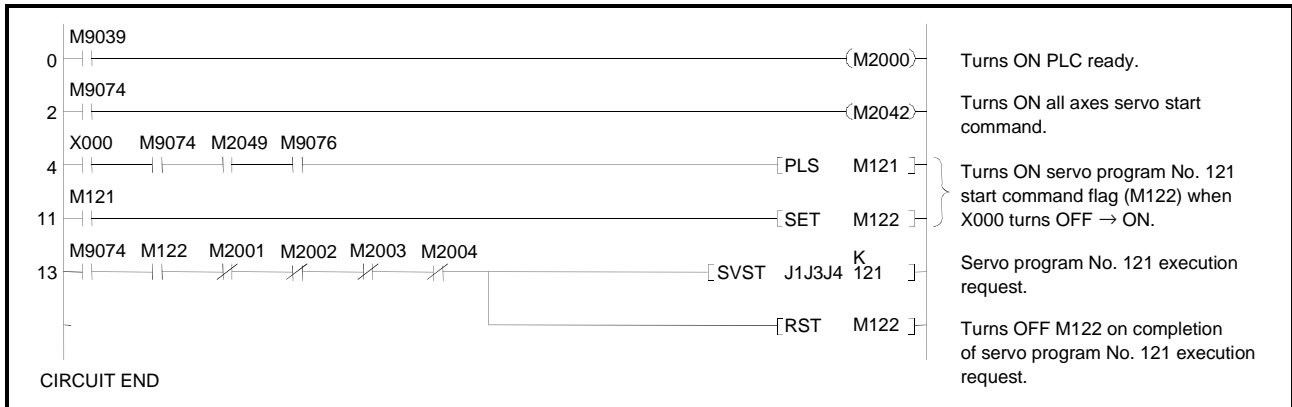 M9039
0 (M2000) Turns ON PLC ready.
M9074
2 (M2042) Turns ON all axes servo start
command.
X000 M9074 M2049 M9076
4 [PLS M121 ] Turns ON servo program No. 121
start command flag (M122) when
M121
11 [SET M122 ] X000 turns OFF → ON.
M9074 M122 M2001 M2002 M2003 M2004
13 [SVST J1J3J4 K 121 ] Servo program No. 121 execution
request.
[RST M122 ] Turns OFF M122 on completion
of servo program No. 121 execution
request.
CIRCUIT END